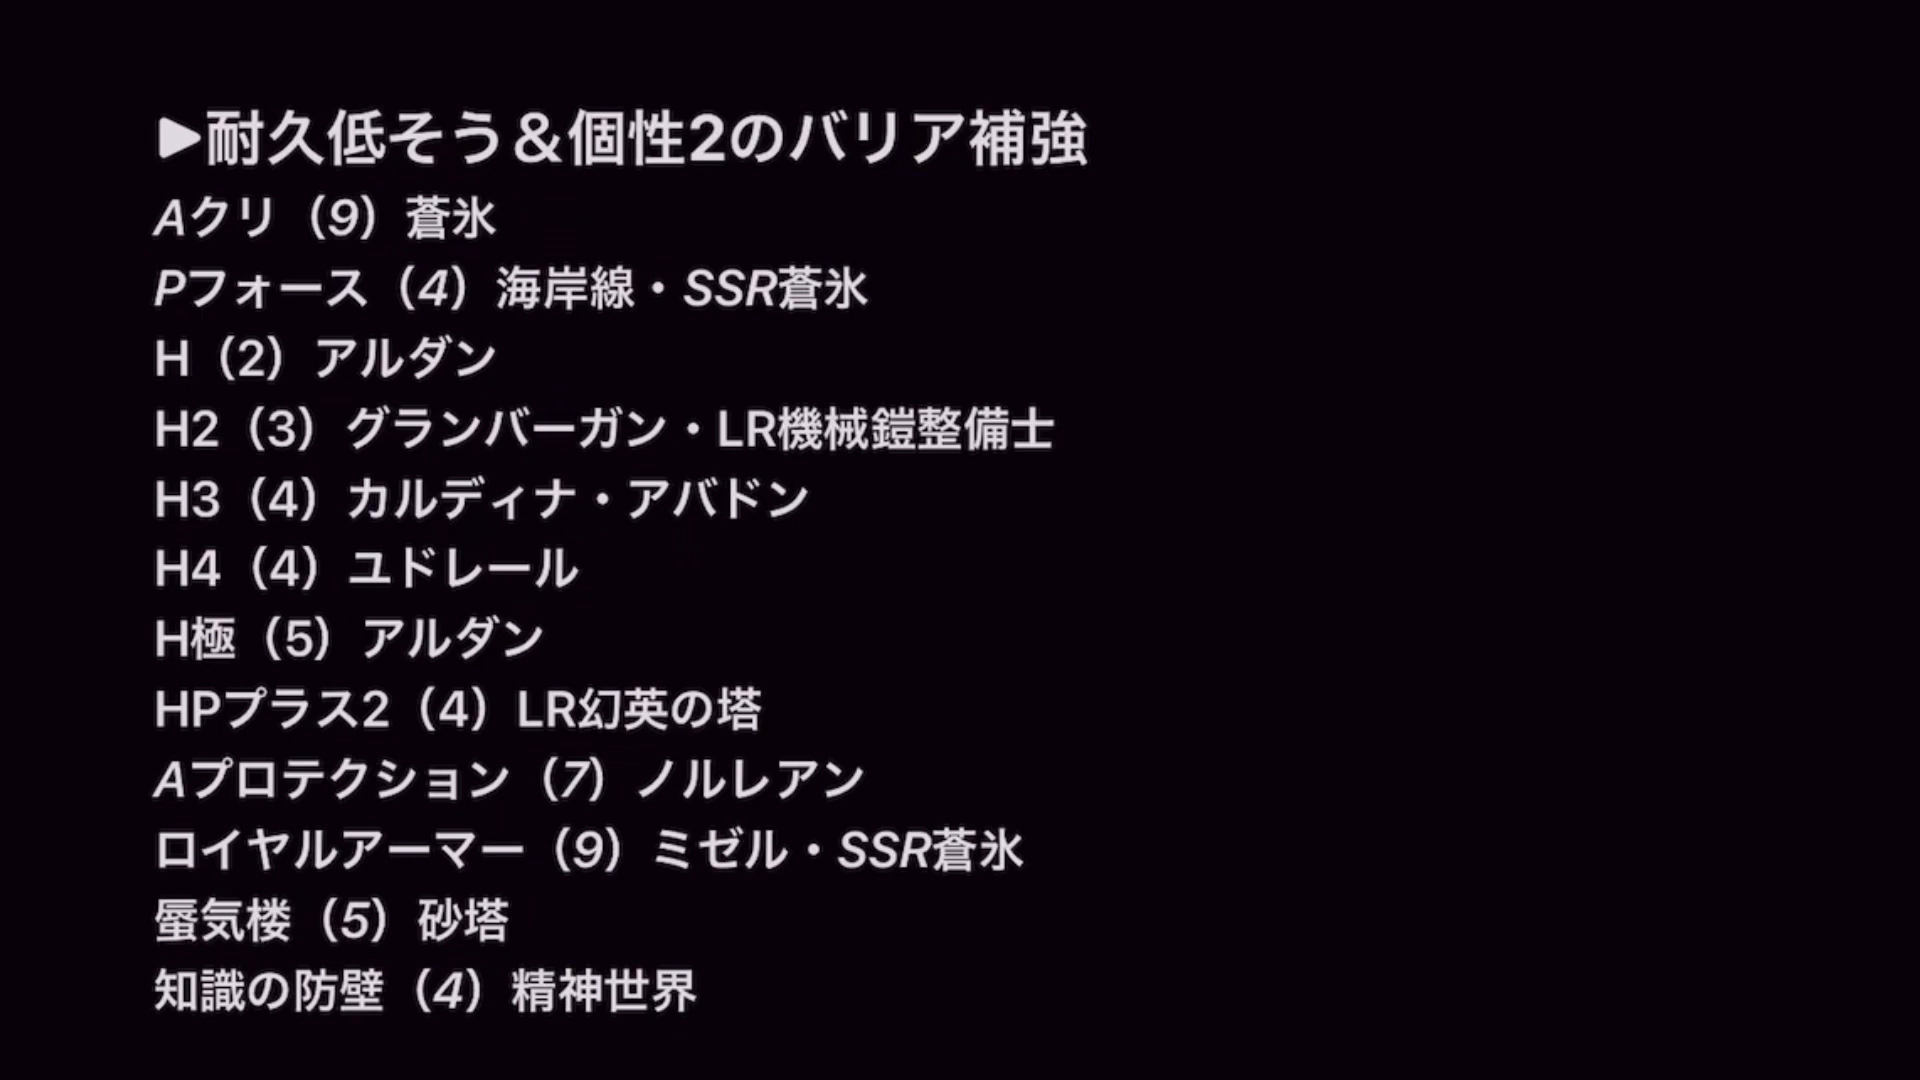 ▶耐久低そう&個性2のバリア補強
Aクリ（9）蒼氷
Pフォース（4）海岸線・SSR蒼氷
H（2）アルダン
H2（3）グランバーガン・LR機械鎧整備士
H3（4）カルディナ・アバドン
H4（4）ユドレール
H極（5）アルダン
HPプラス2（4）LR幻英の塔
Aプロテクション（7）ノルレアン
ロイヤルアーマー（9）ミゼル・SSR蒼氷
蜃気楼（5）砂塔
知識の防壁（4）精神世界